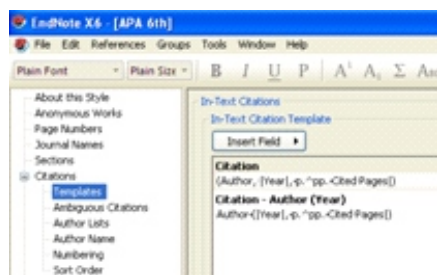 EndNote X6 - [APA 6th]
File Edit References Groups Tools Window Help
Plain Font Plain Size B I U P A¹ A₁ Σ
About this Style
Anonymous Works
Page Numbers
Journal Names
Sections
Citations
Templates
Ambiguous Citations
Author Lists
Author Name
Numbering
Sort Order
In-Text Citations
In-Text Citation Template
Insert Field
Citation
(Author, |Year|, p. ^pp. Cited Pages|)
Citation - Author (Year)
Author (|Year|, p. ^pp. Cited Pages|)